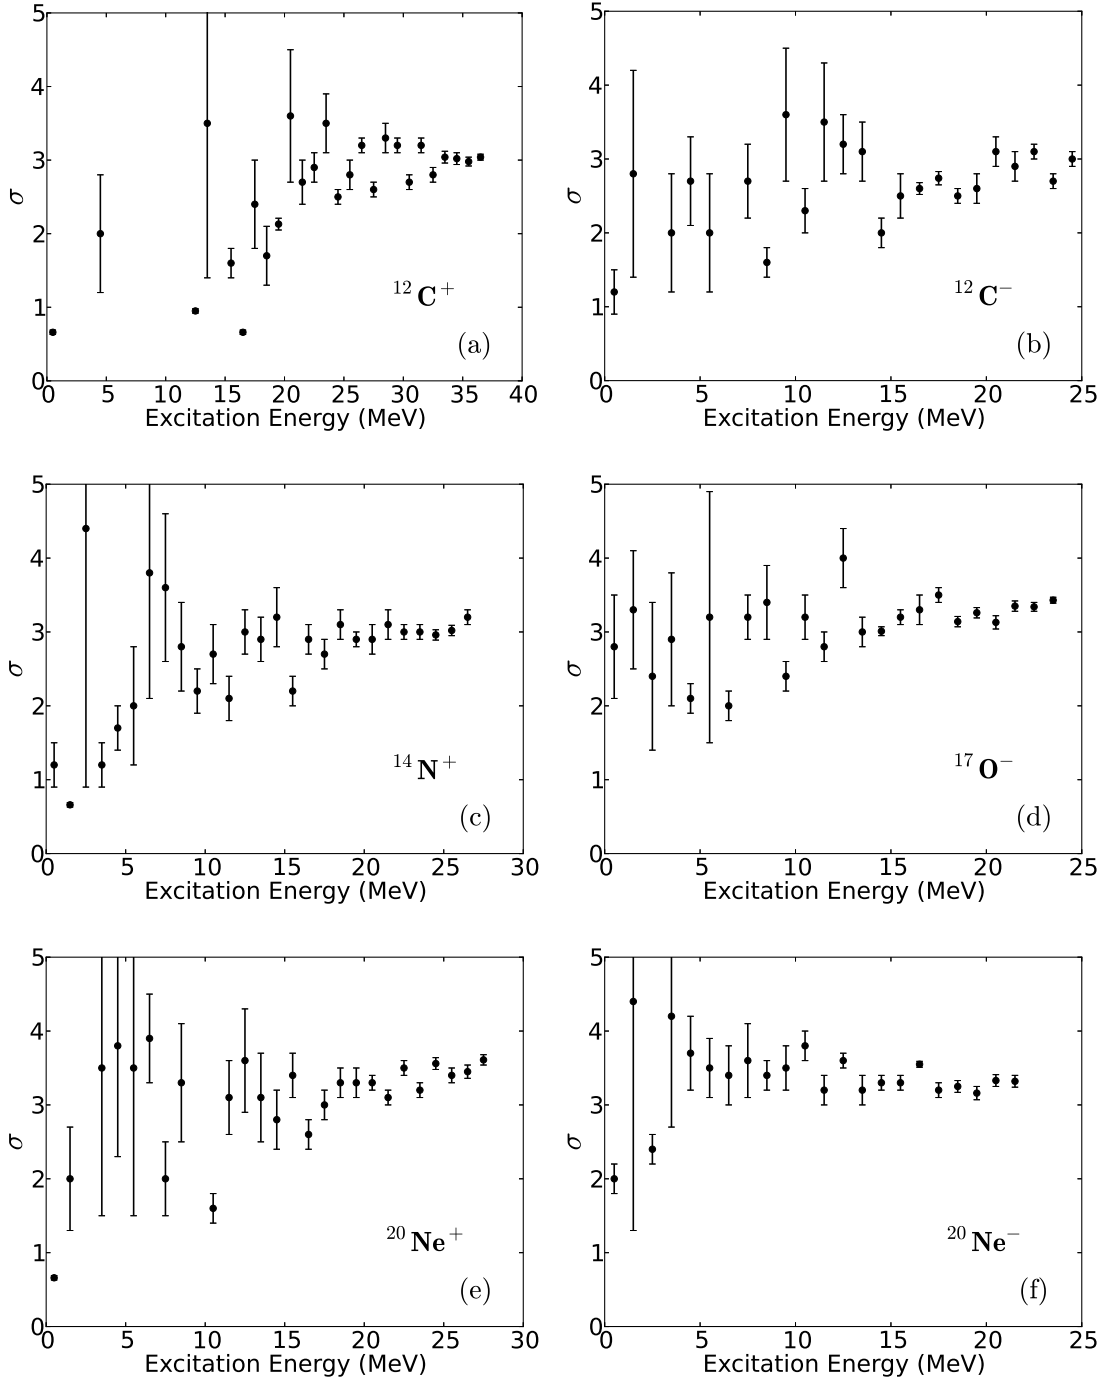 5
4
3
2
1
0
σ
0 5 10 15 20 25 30 35 40
Excitation Energy (MeV)
12C+
(a)
5
4
3
2
1
0
σ
0 5 10 15 20 25
Excitation Energy (MeV)
12C−
(b)
5
4
3
2
1
0
σ
0 5 10 15 20 25 30
Excitation Energy (MeV)
14N+
(c)
5
4
3
2
1
0
σ
0 5 10 15 20 25
Excitation Energy (MeV)
17O−
(d)
5
4
3
2
1
0
σ
0 5 10 15 20 25 30
Excitation Energy (MeV)
20Ne+
(e)
5
4
3
2
1
0
σ
0 5 10 15 20 25
Excitation Energy (MeV)
20Ne−
(f)